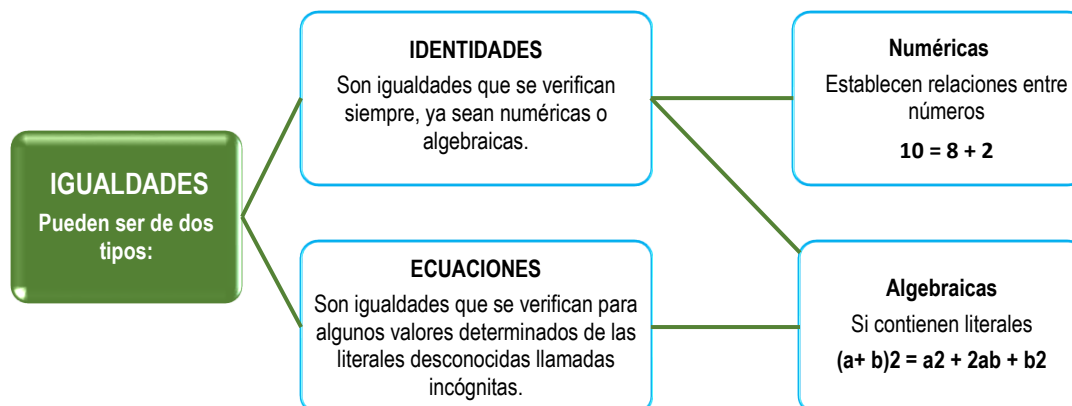 IGUALDADES
Pueden ser de dos
tipos:
IDENTIDADES
Son igualdades que se verifican
siempre, ya sean numéricas o
algebraicas.
ECUACIONES
Son igualdades que se verifican para
algunos valores determinados de las
literales desconocidas llamadas
incógnitas.
Numéricas
Establecen relaciones entre
números
10 = 8 + 2
Algebraicas
Si contienen literales
(a+ b)2 = a2 + 2ab + b2